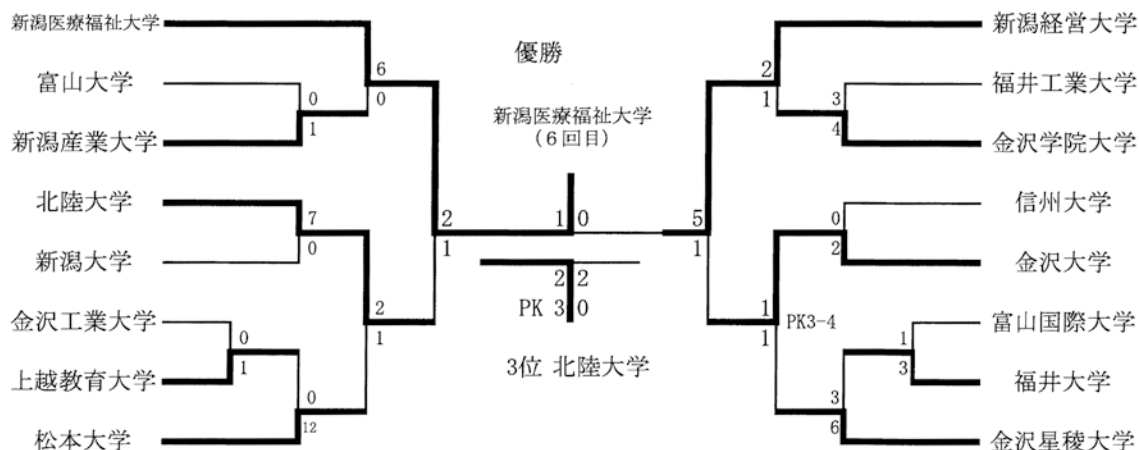 新潟医療福祉大学
富山大学
新潟産業大学
北陸大学
新潟大学
金沢工業大学
上越教育大学
松本大学
0
1
6
0
7
0
0
1
0
12
2
1
2
1
優勝
新潟医療福祉大学
(6回目)
1 0
2 2
PK 3 0
3位 北陸大学
5
1
2
1
1
1
PK3-4
3
4
0
2
1
3
3
6
新潟経営大学
福井工業大学
金沢学院大学
信州大学
金沢大学
富山国際大学
福井大学
金沢星稜大学